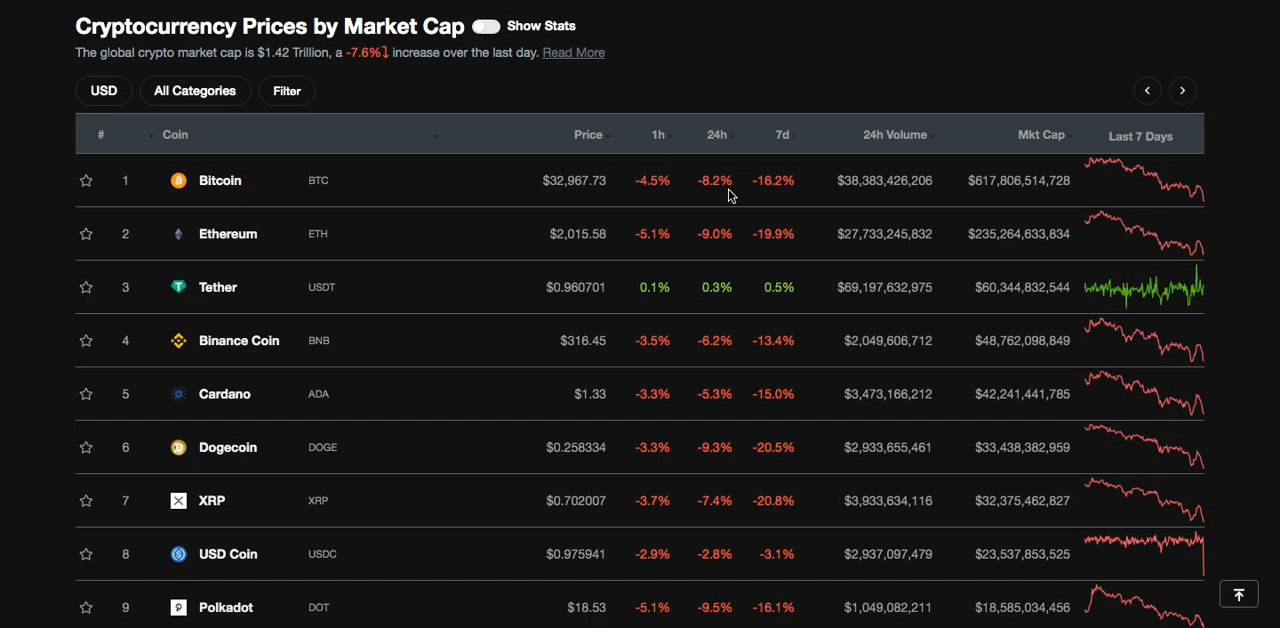 Cryptocurrency Prices by Market Cap Show Stats
The global crypto market cap is $1.42 Trillion, a -7.6% increase over the last day. Read More
USD All Categories Filter
# Coin Price 1h 24h 7d 24h Volume Mkt Cap Last 7 Days
1 Bitcoin BTC $32,967.73 -4.5% -8.2% -16.2% $38,383,426,206 $617,806,514,728
2 Ethereum ETH $2,015.58 -5.1% -9.0% -19.9% $27,733,245,832 $235,264,633,834
3 Tether USDT $0.960701 0.1% 0.3% 0.5% $69,197,632,975 $60,344,832,544
4 Binance Coin BNB $316.45 -3.5% -6.2% -13.4% $2,049,606,712 $48,762,098,849
5 Cardano ADA $1.33 -3.3% -5.3% -15.0% $3,473,166,212 $42,241,441,785
6 Dogecoin DOGE $0.258334 -3.3% -9.3% -20.5% $2,933,655,461 $33,438,382,959
7 XRP XRP $0.702007 -3.7% -7.4% -20.8% $3,933,634,116 $32,375,462,827
8 USD Coin USDC $0.975941 -2.9% -2.8% -3.1% $2,937,097,479 $23,537,853,525
9 Polkadot DOT $18.53 -5.1% -9.5% -16.1% $1,049,082,211 $18,585,034,456